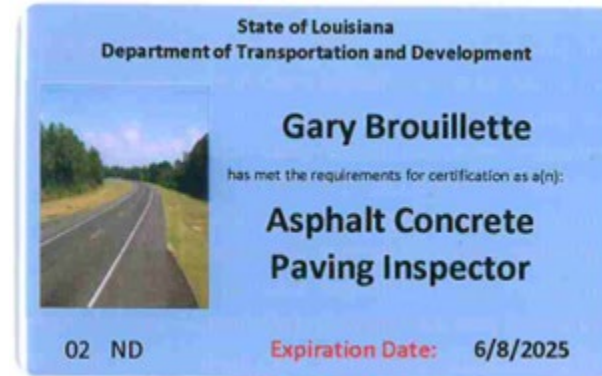 State of Louisiana
Department of Transportation and Development
Gary Brouillette
has met the requirements for certification as a(n):
Asphalt Concrete
Paving Inspector
02 ND
Expiration Date: 6/8/2025